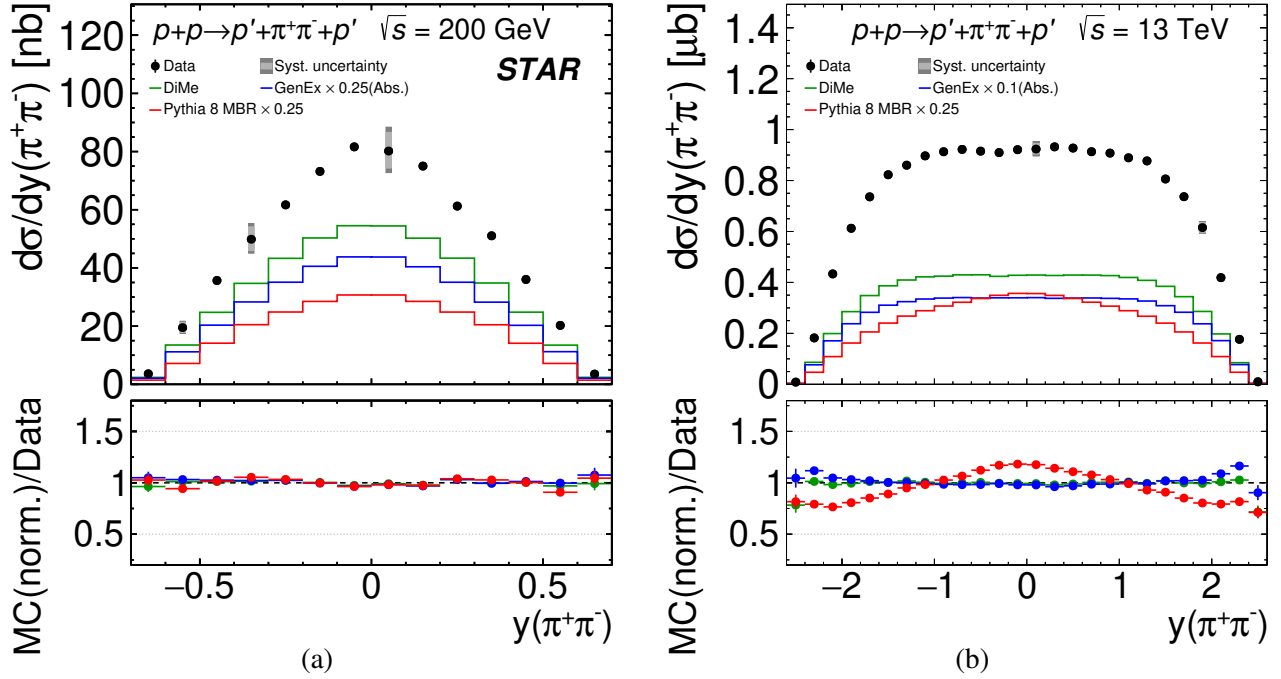 p+p→p′+π⁺π⁻+p′ √s = 200 GeV
Data
Syst. uncertainty
STAR
DiMe
GenEx × 0.25(Abs.)
Pythia 8 MBR × 0.25
dσ/dy(π⁺π⁻) [nb]
120
100
80
60
40
20
0
MC(norm.)/Data
1.5
1
0.5
−0.5
0
0.5
y(π⁺π⁻)
(a)
p+p→p′+π⁺π⁻+p′ √s = 13 TeV
Data
Syst. uncertainty
DiMe
GenEx × 0.1(Abs.)
Pythia 8 MBR × 0.25
dσ/dy(π⁺π⁻) [μb]
1.4
1.2
1
0.8
0.6
0.4
0.2
0
MC(norm.)/Data
1.5
1
0.5
−2
−1
0
1
2
y(π⁺π⁻)
(b)